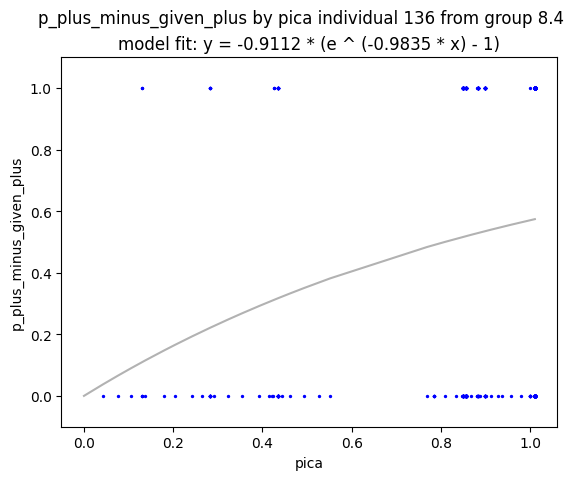 p_plus_minus_given_plus by pica individual 136 from group 8.4
model fit: y = -0.9112 * (e ^ (-0.9835 * x) - 1)
p_plus_minus_given_plus
1.0
0.8
0.6
0.4
0.2
0.0
0.0 0.2 0.4 0.6 0.8 1.0
pica